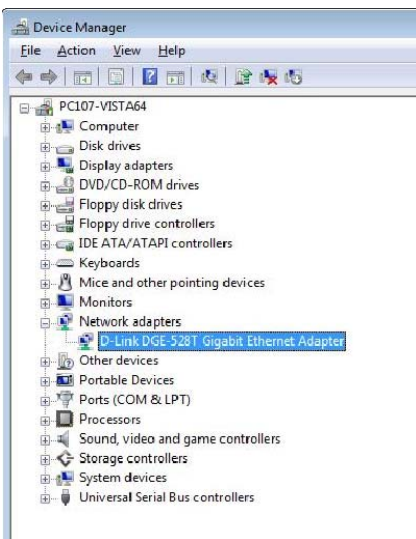 Device Manager
File Action View Help
PC107-VISTA64
Computer
Disk drives
Display adapters
DVD/CD-ROM drives
Floppy disk drives
Floppy drive controllers
IDE ATA/ATAPI controllers
Keyboards
Mice and other pointing devices
Monitors
Network adapters
D-Link DGE-528T Gigabit Ethernet Adapter
Other devices
Portable Devices
Ports (COM & LPT)
Processors
Sound, video and game controllers
Storage controllers
System devices
Universal Serial Bus controllers